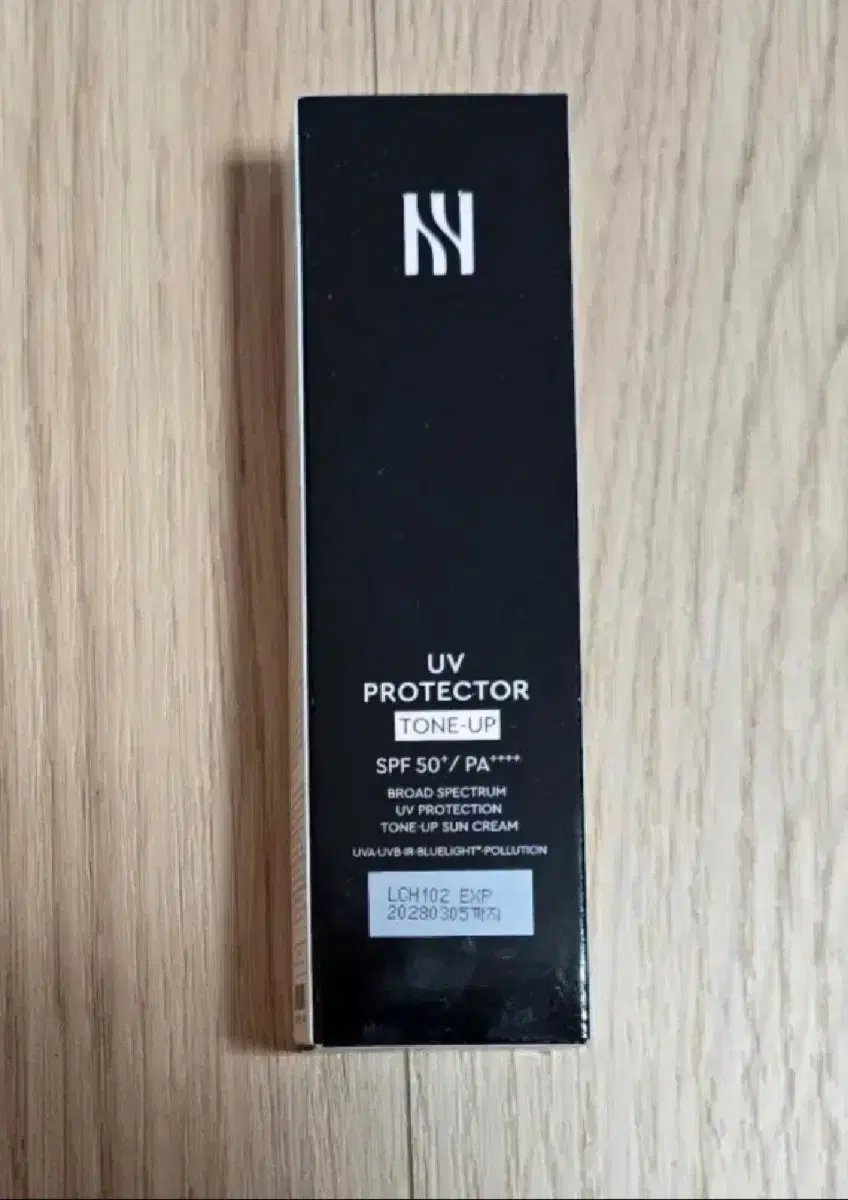 UV
PROTECTOR
TONE-UP
SPF 50+/ PA++++
BROAD SPECTRUM
UV PROTECTION
TONE-UP SUN CREAM
UVA·UVB·IR·BLUELIGHT*·POLLUTION
LCH102 EXP
20280305까지